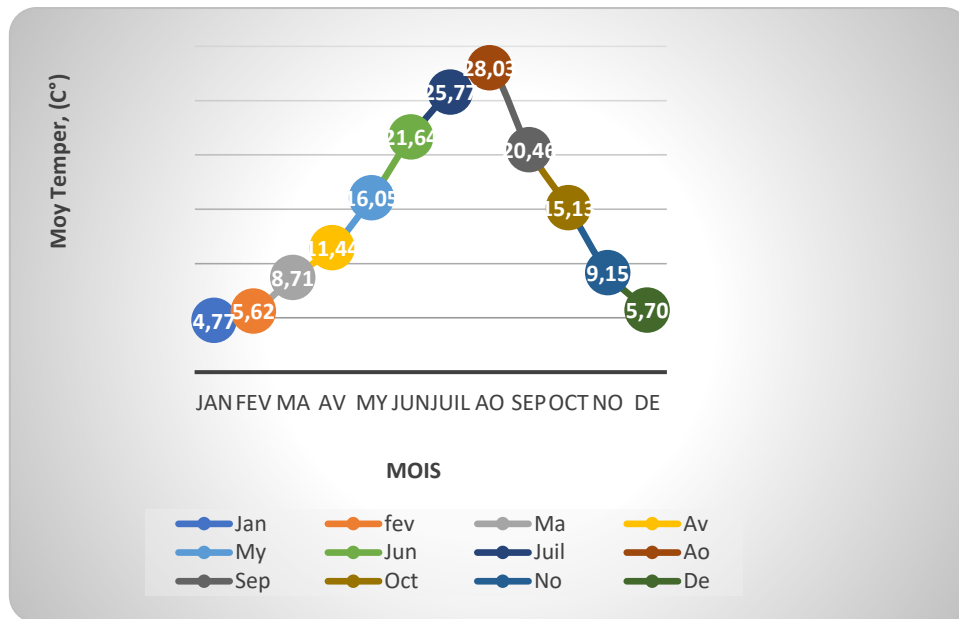 Moy Temper, (C°)
28,03
25,77
21,64
20,46
16,05
15,13
11,44
8,71
9,15
4,77
5,62
5,70
JAN FEV MA AV MY JUN JUIL AO SEP OCT NO DE
MOIS
Jan fev Ma Av
My Jun Juil Ao
Sep Oct No De